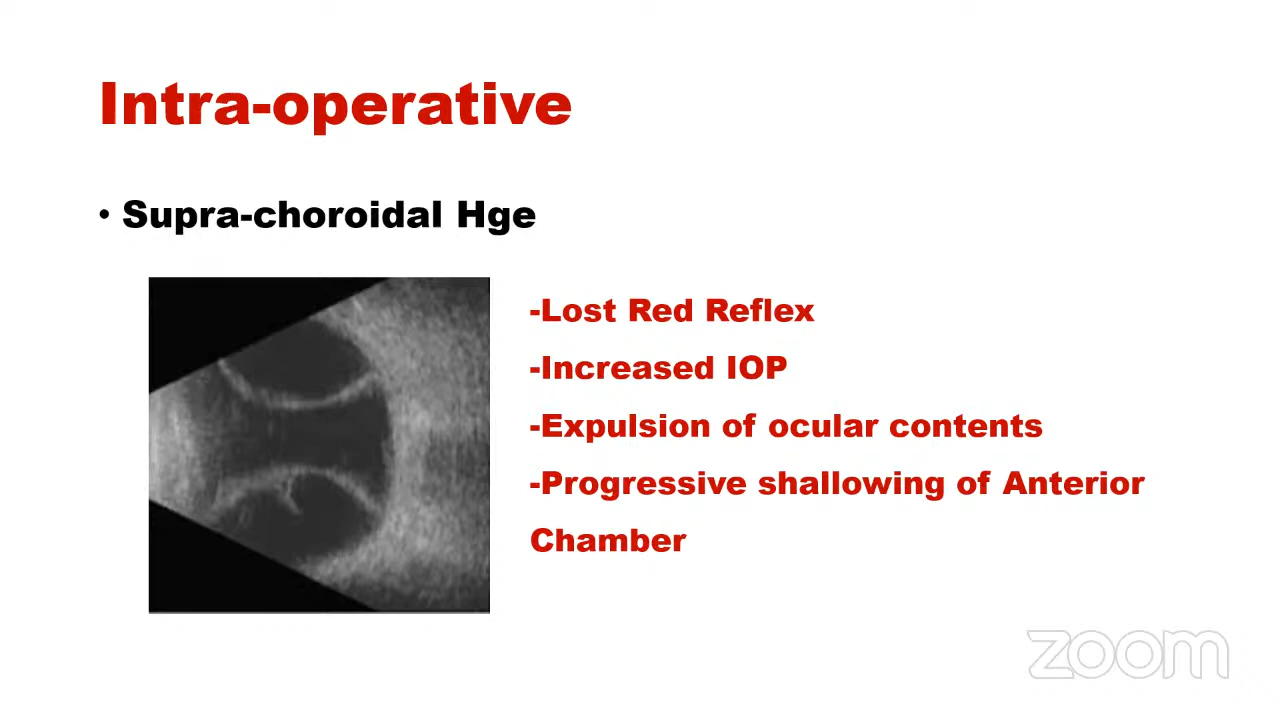 Intra-operative
• Supra-choroidal Hge
-Lost Red Reflex
-Increased IOP
-Expulsion of ocular contents
-Progressive shallowing of Anterior
Chamber
zoom